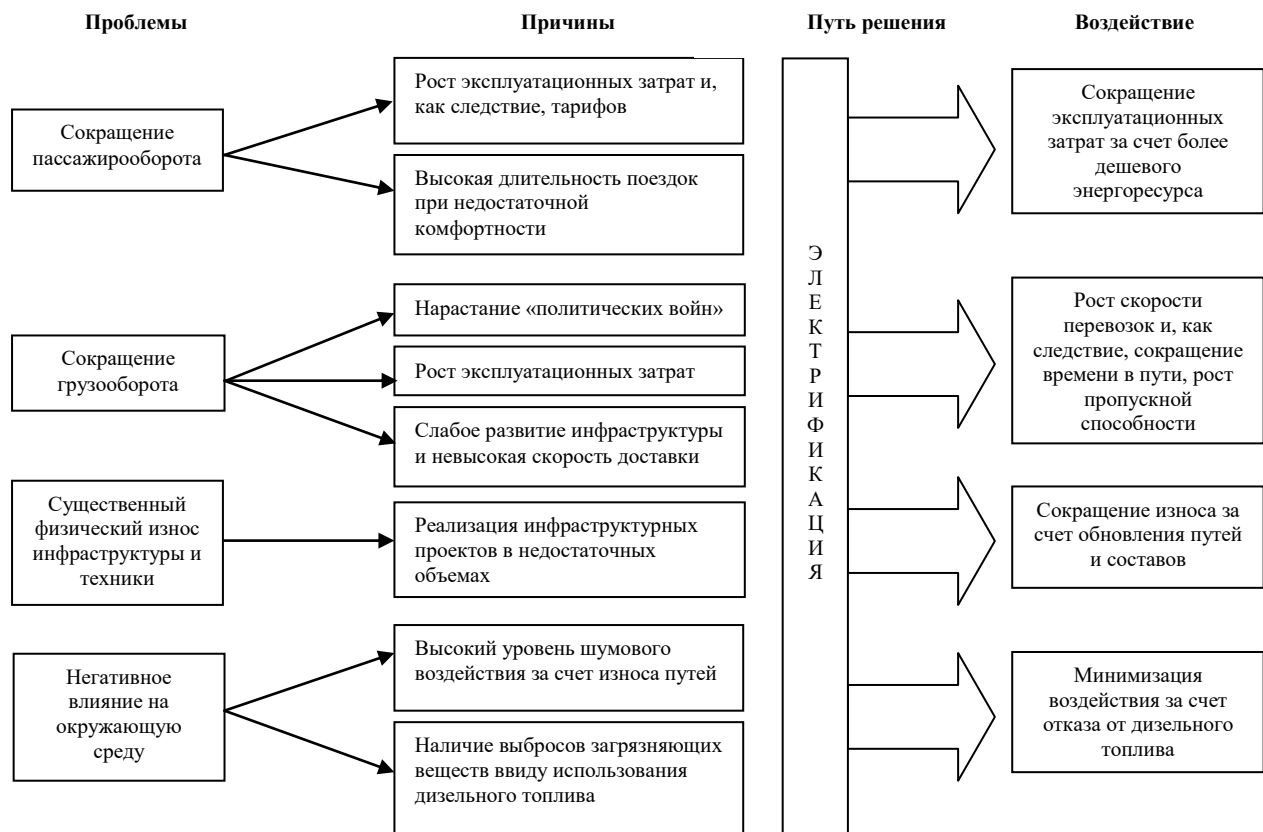 Проблемы
Причины
Путь решения
Воздействие
Сокращение
пассажирооборота
Рост эксплуатационных затрат и,
как следствие, тарифов
Высокая длительность поездок
при недостаточной
комфортности
Сокращение
грузооборота
Нарастание «политических войн»
Рост эксплуатационных затрат
Слабое развитие инфраструктуры
и невысокая скорость доставки
Существенный
физический износ
инфраструктуры и
техники
Реализация инфраструктурных
проектов в недостаточных
объемах
Негативное
влияние на
окружающую
среду
Высокий уровень шумового
воздействия за счет износа путей
Наличие выбросов загрязняющих
веществ ввиду использования
дизельного топлива
Э
Л
Е
К
Т
Р
И
Ф
И
К
А
Ц
И
Я
Сокращение
эксплуатационных
затрат за счет более
дешевого
энергоресурса
Рост скорости
перевозок и, как
следствие, сокращение
времени в пути, рост
пропускной
способности
Сокращение износа за
счет обновления путей
и составов
Минимизация
воздействия за счет
отказа от дизельного
топлива